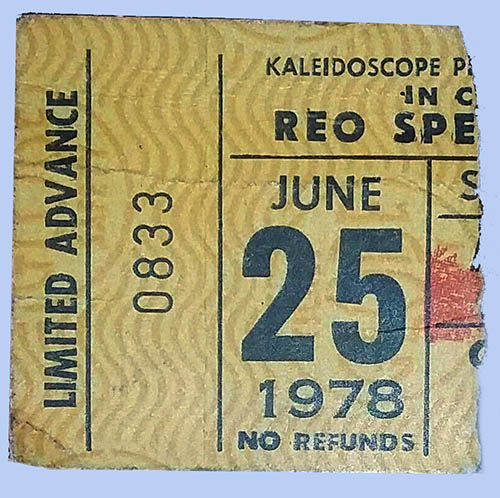 LIMITED ADVANCE
0833
KALEIDOSCOPE P
IN C
REO SPE
JUNE
25
1978
NO REFUNDS
S